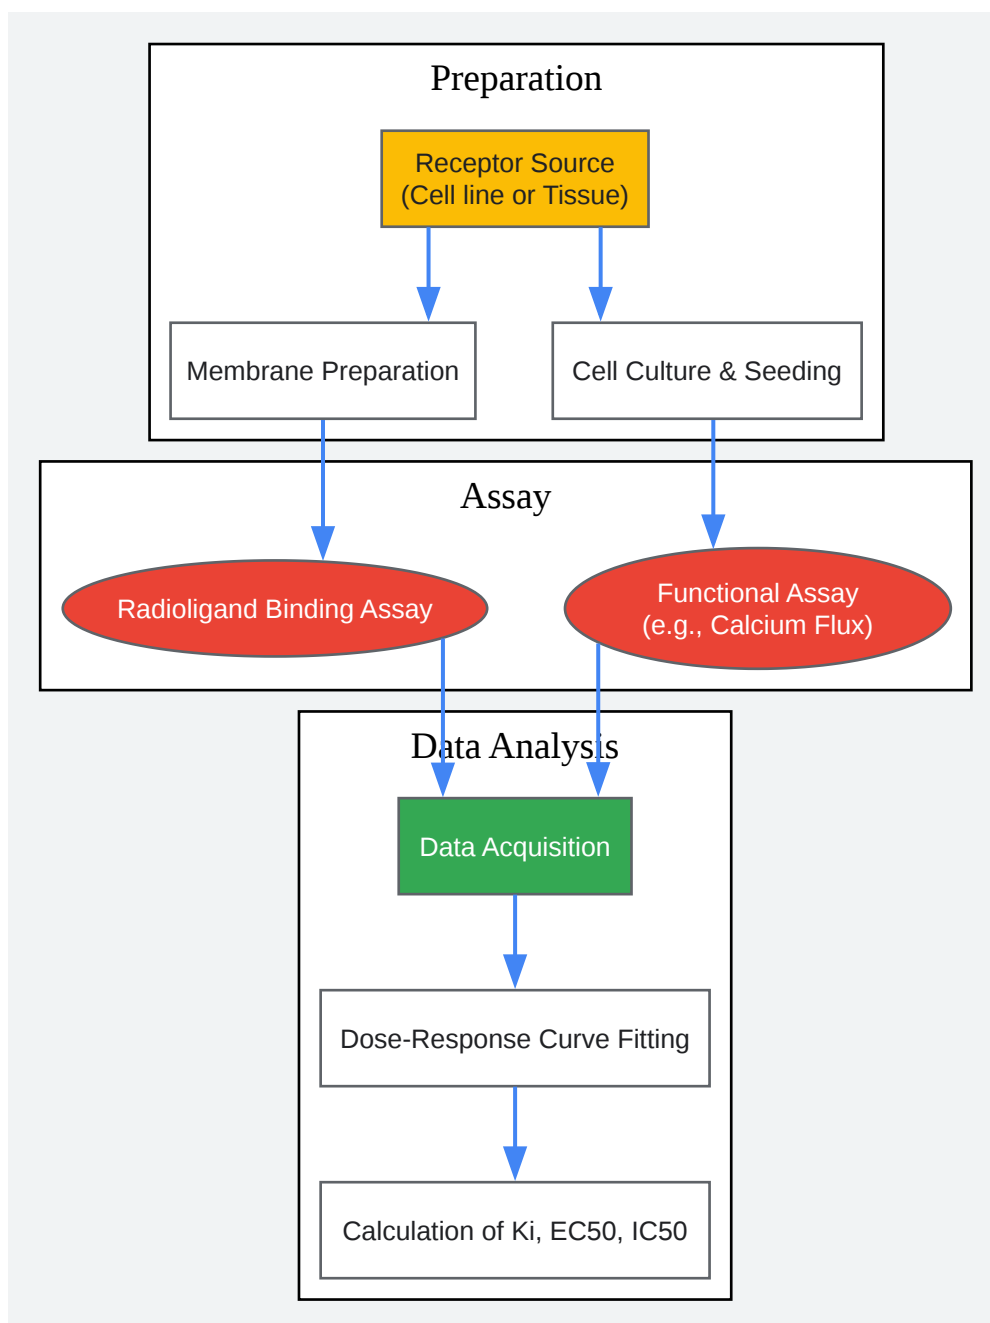 Preparation
Receptor Source
(Cell line or Tissue)
Membrane Preparation
Cell Culture & Seeding
Assay
Radioligand Binding Assay
Functional Assay
(e.g., Calcium Flux)
Data Analysis
Data Acquisition
Dose-Response Curve Fitting
Calculation of Ki, EC50, IC50